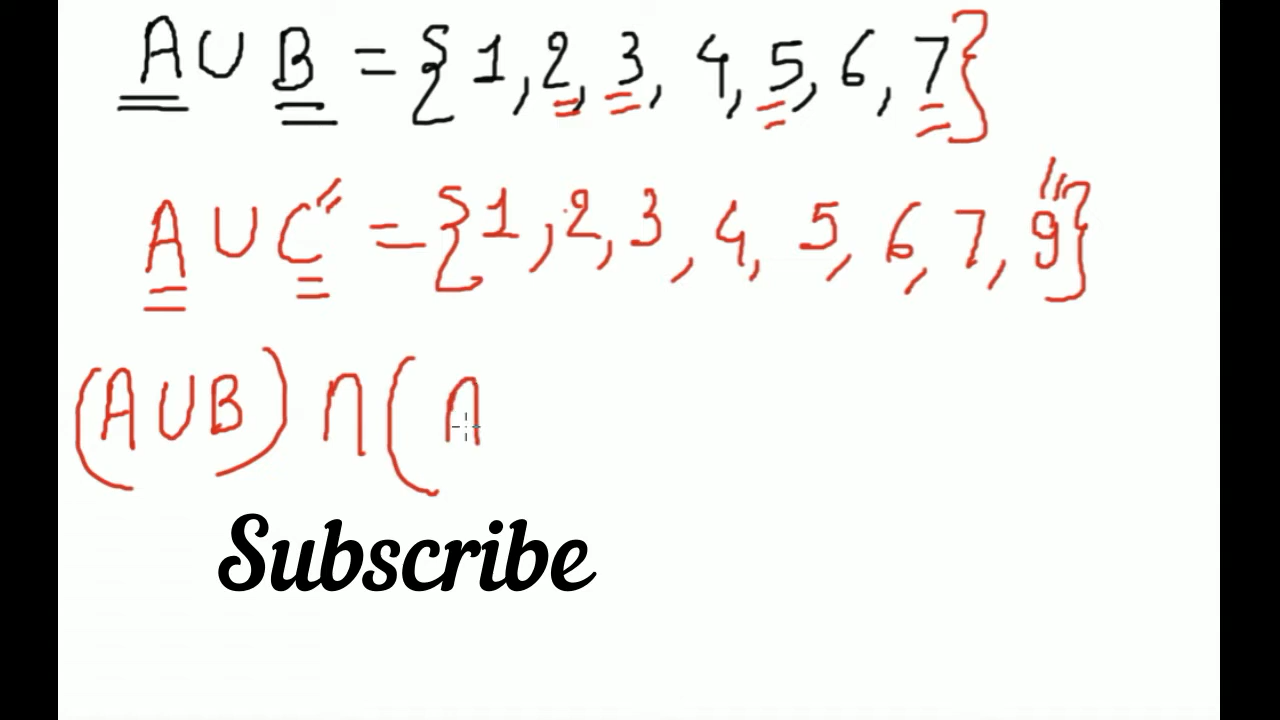 A ∪ B = {1, 2, 3, 4, 5, 6, 7}
A ∪ C" = {1, 2, 3, 4, 5, 6, 7, 9}
(A ∪ B) ∩ (
Subscribe